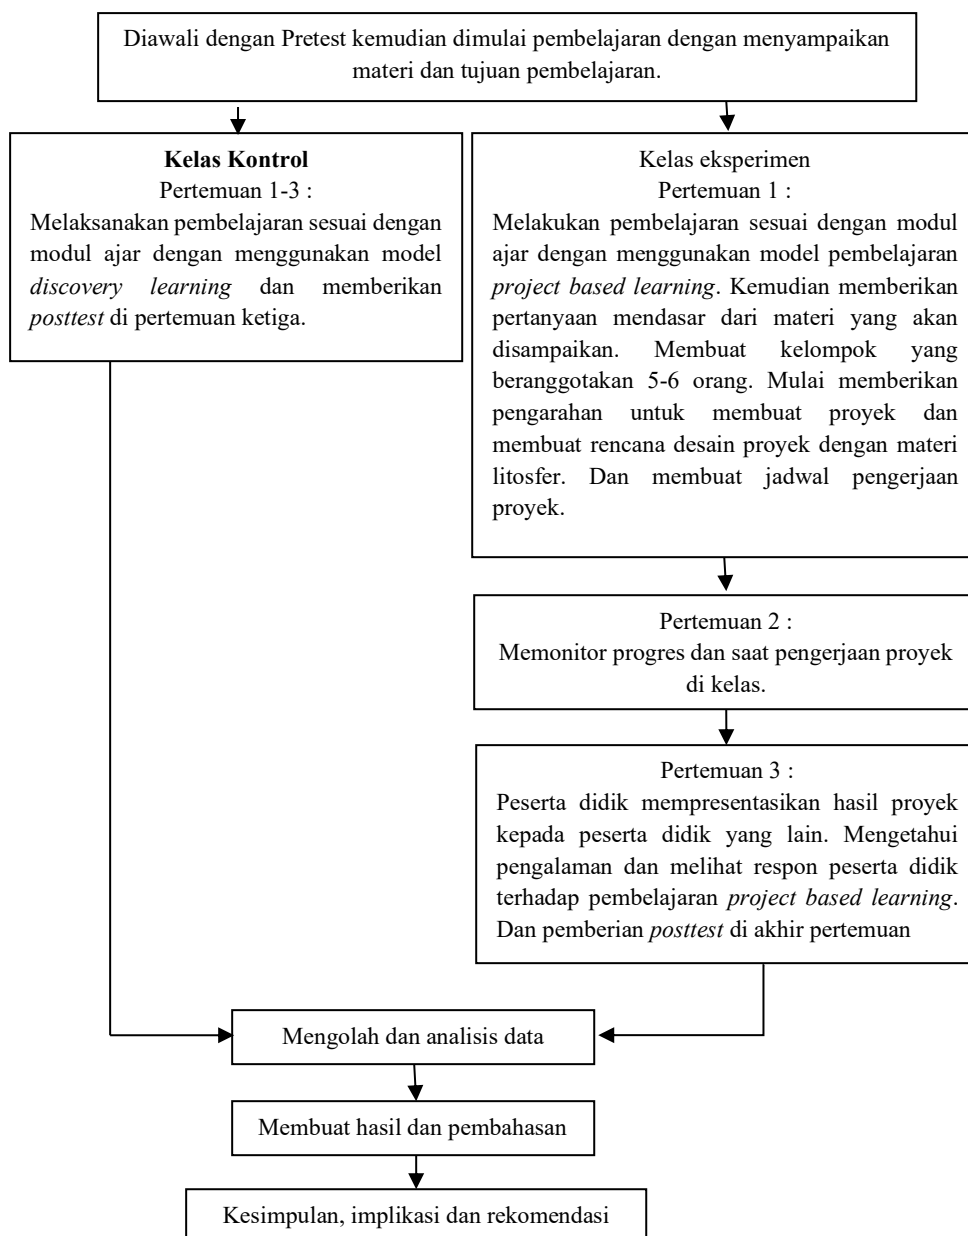 Diawali dengan Pretest kemudian dimulai pembelajaran dengan menyampaikan
materi dan tujuan pembelajaran.
Kelas Kontrol
Pertemuan 1-3 :
Melaksanakan pembelajaran sesuai dengan
modul ajar dengan menggunakan model
discovery learning dan memberikan
posttest di pertemuan ketiga.
Kelas eksperimen
Pertemuan 1 :
Melakukan pembelajaran sesuai dengan modul
ajar dengan menggunakan model pembelajaran
project based learning. Kemudian memberikan
pertanyaan mendasar dari materi yang akan
disampaikan. Membuat kelompok yang
beranggotakan 5-6 orang. Mulai memberikan
pengarahan untuk membuat proyek dan
membuat rencana desain proyek dengan materi
litosfer. Dan membuat jadwal pengerjaan
proyek.
Pertemuan 2 :
Memonitor progres dan saat pengerjaan proyek
di kelas.
Pertemuan 3 :
Peserta didik mempresentasikan hasil proyek
kepada peserta didik yang lain. Mengetahui
pengalaman dan melihat respon peserta didik
terhadap pembelajaran project based learning.
Dan pemberian posttest di akhir pertemuan
Mengolah dan analisis data
Membuat hasil dan pembahasan
Kesimpulan, implikasi dan rekomendasi